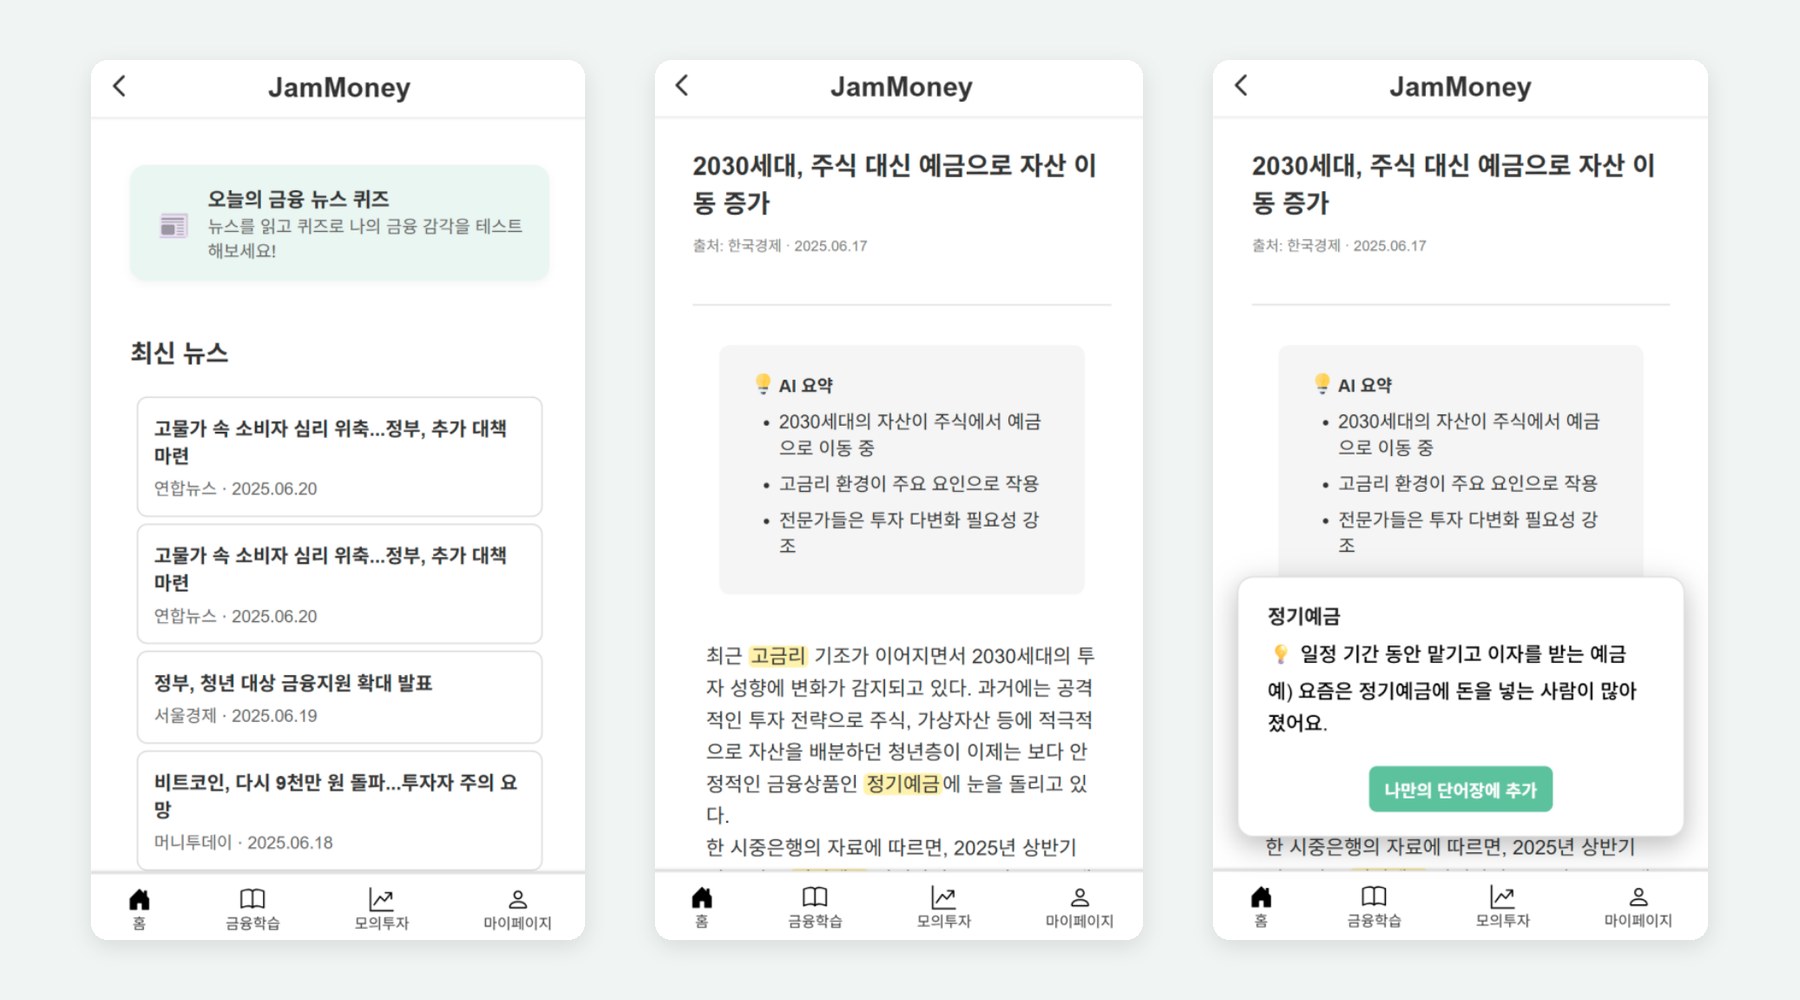 JamMoney
오늘의 금융 뉴스 퀴즈
뉴스를 읽고 퀴즈로 나의 금융 감각을 테스트
해보세요!
최신 뉴스
고물가 속 소비자 심리 위축...정부, 추가 대책
마련
연합뉴스 · 2025.06.20
고물가 속 소비자 심리 위축...정부, 추가 대책
마련
연합뉴스 · 2025.06.20
정부, 청년 대상 금융지원 확대 발표
서울경제 · 2025.06.19
비트코인, 다시 9천만 원 돌파...투자자 주의 요
망
머니투데이 · 2025.06.18
홈 금융학습 모의투자 마이페이지
JamMoney
2030세대, 주식 대신 예금으로 자산 이
동 증가
출처: 한국경제 · 2025.06.17
AI 요약
• 2030세대의 자산이 주식에서 예금
으로 이동 중
• 고금리 환경이 주요 요인으로 작용
• 전문가들은 투자 다변화 필요성 강
조
최근 고금리 기조가 이어지면서 2030세대의 투
자 성향에 변화가 감지되고 있다. 과거에는 공격
적인 투자 전략으로 주식, 가상자산 등에 적극적
으로 자산을 배분하던 청년층이 이제는 보다 안
정적인 금융상품인 정기예금에 눈을 돌리고 있
다.
한 시중은행의 자료에 따르면, 2025년 상반기
홈 금융학습 모의투자 마이페이지
JamMoney
2030세대, 주식 대신 예금으로 자산 이
동 증가
출처: 한국경제 · 2025.06.17
AI 요약
• 2030세대의 자산이 주식에서 예금
으로 이동 중
• 고금리 환경이 주요 요인으로 작용
• 전문가들은 투자 다변화 필요성 강
조
정기예금
일정 기간 동안 맡기고 이자를 받는 예금
예) 요즘은 정기예금에 돈을 넣는 사람이 많아
졌어요.
나만의 단어장에 추가
한 시중은행의 자료에 따르면, 2025년 상반기
홈 금융학습 모의투자 마이페이지